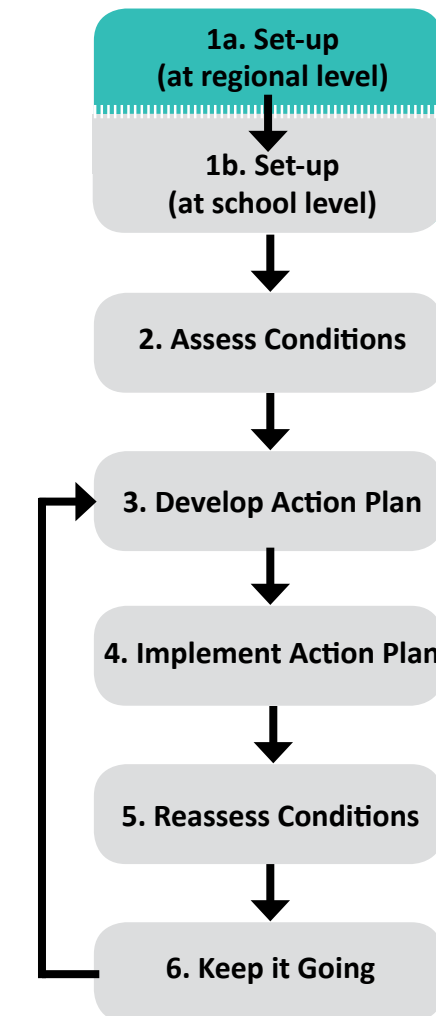 1a. Set-up
(at regional level)
1b. Set-up
(at school level)
2. Assess Conditions
3. Develop Action Plan
4. Implement Action Plan
5. Reassess Conditions
6. Keep it Going